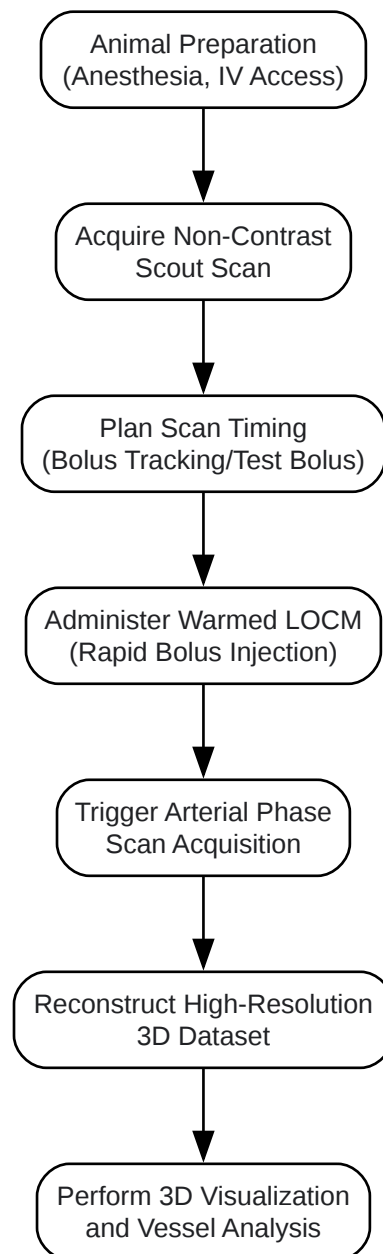 Animal Preparation
(Anesthesia, IV Access)
Acquire Non-Contrast
Scout Scan
Plan Scan Timing
(Bolus Tracking/Test Bolus)
Administer Warmed LOCM
(Rapid Bolus Injection)
Trigger Arterial Phase
Scan Acquisition
Reconstruct High-Resolution
3D Dataset
Perform 3D Visualization
and Vessel Analysis